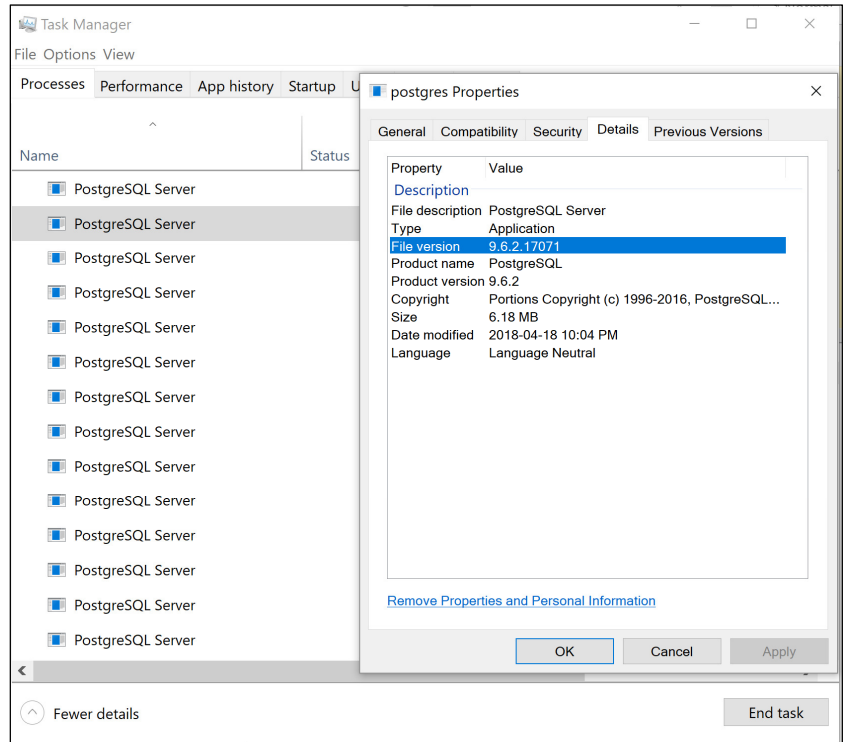 Task Manager
File Options View
Processes Performance App history Startup U
Name Status
PostgreSQL Server
PostgreSQL Server
PostgreSQL Server
PostgreSQL Server
PostgreSQL Server
PostgreSQL Server
PostgreSQL Server
PostgreSQL Server
PostgreSQL Server
PostgreSQL Server
PostgreSQL Server
PostgreSQL Server
PostgreSQL Server
PostgreSQL Server
Fewer details
End task
postgres Properties
General Compatibility Security Details Previous Versions
Property Value
Description
File description PostgreSQL Server
Type Application
File version 9.6.2.17071
Product name PostgreSQL
Product version 9.6.2
Copyright Portions Copyright (c) 1996-2016, PostgreSQL...
Size 6.18 MB
Date modified 2018-04-18 10:04 PM
Language Language Neutral
Remove Properties and Personal Information
OK Cancel Apply